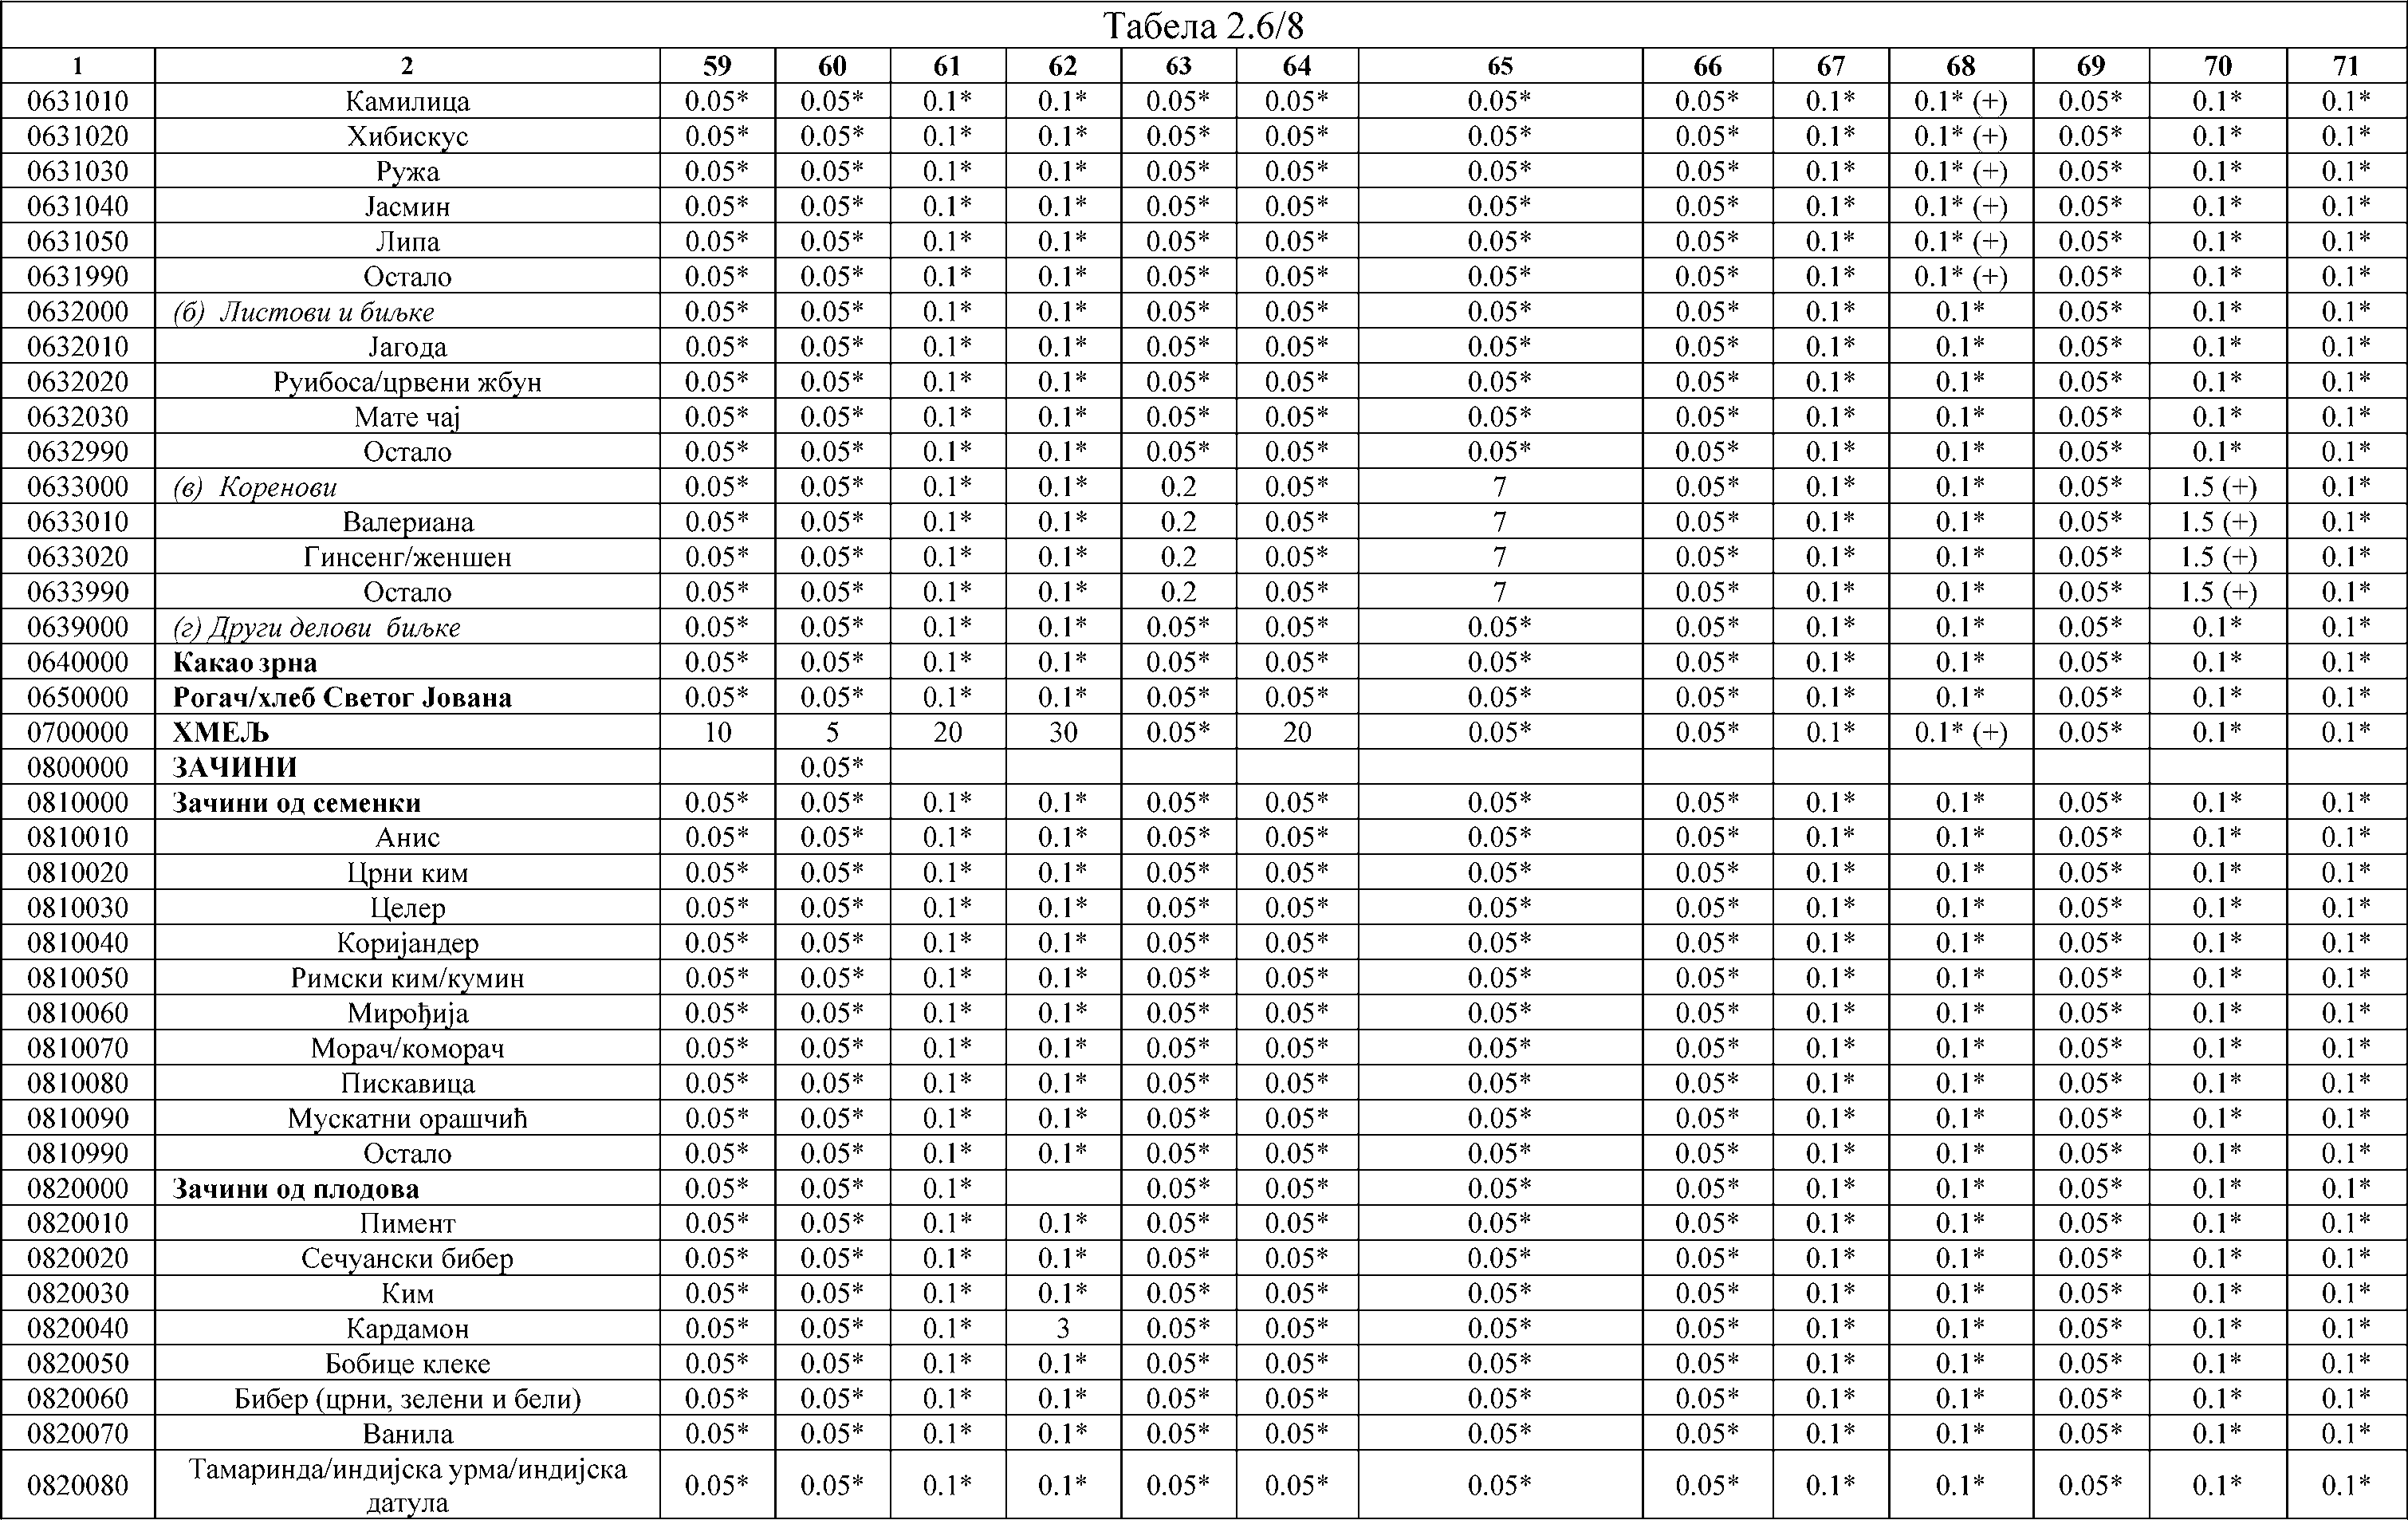 Табела 2.6/8
1 2 59 60 61 62 63 64 65 66 67 68 69 70 71
0631010 Камилица 0.05* 0.05* 0.1* 0.1* 0.05* 0.05* 0.05* 0.05* 0.1* 0.1* (+) 0.05* 0.1* 0.1*
0631020 Хибискус 0.05* 0.05* 0.1* 0.1* 0.05* 0.05* 0.05* 0.05* 0.1* 0.1* (+) 0.05* 0.1* 0.1*
0631030 Ружа 0.05* 0.05* 0.1* 0.1* 0.05* 0.05* 0.05* 0.05* 0.1* 0.1* (+) 0.05* 0.1* 0.1*
0631040 Јасмин 0.05* 0.05* 0.1* 0.1* 0.05* 0.05* 0.05* 0.05* 0.1* 0.1* (+) 0.05* 0.1* 0.1*
0631050 Липа 0.05* 0.05* 0.1* 0.1* 0.05* 0.05* 0.05* 0.05* 0.1* 0.1* (+) 0.05* 0.1* 0.1*
0631990 Остало 0.05* 0.05* 0.1* 0.1* 0.05* 0.05* 0.05* 0.05* 0.1* 0.1* (+) 0.05* 0.1* 0.1*
0632000 (б) Листови и биљке 0.05* 0.05* 0.1* 0.1* 0.05* 0.05* 0.05* 0.05* 0.1* 0.1* 0.05* 0.1* 0.1*
0632010 Јагода 0.05* 0.05* 0.1* 0.1* 0.05* 0.05* 0.05* 0.05* 0.1* 0.1* 0.05* 0.1* 0.1*
0632020 Руибоса/црвени жбун 0.05* 0.05* 0.1* 0.1* 0.05* 0.05* 0.05* 0.05* 0.1* 0.1* 0.05* 0.1* 0.1*
0632030 Мате чај 0.05* 0.05* 0.1* 0.1* 0.05* 0.05* 0.05* 0.05* 0.1* 0.1* 0.05* 0.1* 0.1*
0632990 Остало 0.05* 0.05* 0.1* 0.1* 0.05* 0.05* 0.05* 0.05* 0.1* 0.1* 0.05* 0.1* 0.1*
0633000 (в) Коренови 0.05* 0.05* 0.1* 0.1* 0.2 0.05* 7 0.05* 0.1* 0.1* 0.05* 1.5 (+) 0.1*
0633010 Валериана 0.05* 0.05* 0.1* 0.1* 0.2 0.05* 7 0.05* 0.1* 0.1* 0.05* 1.5 (+) 0.1*
0633020 Гинсенг/женшен 0.05* 0.05* 0.1* 0.1* 0.2 0.05* 7 0.05* 0.1* 0.1* 0.05* 1.5 (+) 0.1*
0633990 Остало 0.05* 0.05* 0.1* 0.1* 0.2 0.05* 7 0.05* 0.1* 0.1* 0.05* 1.5 (+) 0.1*
0639000 (г) Други делови биљке 0.05* 0.05* 0.1* 0.1* 0.05* 0.05* 0.05* 0.05* 0.1* 0.1* 0.05* 0.1* 0.1*
0640000 Какао зрна 0.05* 0.05* 0.1* 0.1* 0.05* 0.05* 0.05* 0.05* 0.1* 0.1* 0.05* 0.1* 0.1*
0650000 Рогач/хлеб Светог Јована 0.05* 0.05* 0.1* 0.1* 0.05* 0.05* 0.05* 0.05* 0.1* 0.1* 0.05* 0.1* 0.1*
0700000 ХМЕЉ 10 5 20 30 0.05* 20 0.05* 0.05* 0.1* 0.1* (+) 0.05* 0.1* 0.1*
0800000 ЗАЧИНИ 0.05*
0810000 Зачини од семенки 0.05* 0.05* 0.1* 0.1* 0.05* 0.05* 0.05* 0.05* 0.1* 0.1* 0.05* 0.1* 0.1*
0810010 Анис 0.05* 0.05* 0.1* 0.1* 0.05* 0.05* 0.05* 0.05* 0.1* 0.1* 0.05* 0.1* 0.1*
0810020 Црни ким 0.05* 0.05* 0.1* 0.1* 0.05* 0.05* 0.05* 0.05* 0.1* 0.1* 0.05* 0.1* 0.1*
0810030 Целер 0.05* 0.05* 0.1* 0.1* 0.05* 0.05* 0.05* 0.05* 0.1* 0.1* 0.05* 0.1* 0.1*
0810040 Коријандер 0.05* 0.05* 0.1* 0.1* 0.05* 0.05* 0.05* 0.05* 0.1* 0.1* 0.05* 0.1* 0.1*
0810050 Римски ким/кумин 0.05* 0.05* 0.1* 0.1* 0.05* 0.05* 0.05* 0.05* 0.1* 0.1* 0.05* 0.1* 0.1*
0810060 Мирођија 0.05* 0.05* 0.1* 0.1* 0.05* 0.05* 0.05* 0.05* 0.1* 0.1* 0.05* 0.1* 0.1*
0810070 Морач/коморач 0.05* 0.05* 0.1* 0.1* 0.05* 0.05* 0.05* 0.05* 0.1* 0.1* 0.05* 0.1* 0.1*
0810080 Пискавица 0.05* 0.05* 0.1* 0.1* 0.05* 0.05* 0.05* 0.05* 0.1* 0.1* 0.05* 0.1* 0.1*
0810090 Мускатни орашчић 0.05* 0.05* 0.1* 0.1* 0.05* 0.05* 0.05* 0.05* 0.1* 0.1* 0.05* 0.1* 0.1*
0810990 Остало 0.05* 0.05* 0.1* 0.1* 0.05* 0.05* 0.05* 0.05* 0.1* 0.1* 0.05* 0.1* 0.1*
0820000 Зачини од плодова 0.05* 0.05* 0.1* 0.05* 0.05* 0.05* 0.05* 0.1* 0.1* 0.05* 0.1* 0.1*
0820010 Пимент 0.05* 0.05* 0.1* 0.1* 0.05* 0.05* 0.05* 0.05* 0.1* 0.1* 0.05* 0.1* 0.1*
0820020 Сечуански бибер 0.05* 0.05* 0.1* 0.1* 0.05* 0.05* 0.05* 0.05* 0.1* 0.1* 0.05* 0.1* 0.1*
0820030 Ким 0.05* 0.05* 0.1* 0.1* 0.05* 0.05* 0.05* 0.05* 0.1* 0.1* 0.05* 0.1* 0.1*
0820040 Кардамон 0.05* 0.05* 0.1* 3 0.05* 0.05* 0.05* 0.05* 0.1* 0.1* 0.05* 0.1* 0.1*
0820050 Бобице клеке 0.05* 0.05* 0.1* 0.1* 0.05* 0.05* 0.05* 0.05* 0.1* 0.1* 0.05* 0.1* 0.1*
0820060 Бибер (црни, зелени и бели) 0.05* 0.05* 0.1* 0.1* 0.05* 0.05* 0.05* 0.05* 0.1* 0.1* 0.05* 0.1* 0.1*
0820070 Ванила 0.05* 0.05* 0.1* 0.1* 0.05* 0.05* 0.05* 0.05* 0.1* 0.1* 0.05* 0.1* 0.1*
0820080 Тамаринда/индијска урма/индијска
датула 0.05* 0.05* 0.1* 0.1* 0.05* 0.05* 0.05* 0.05* 0.1* 0.1* 0.05* 0.1* 0.1*